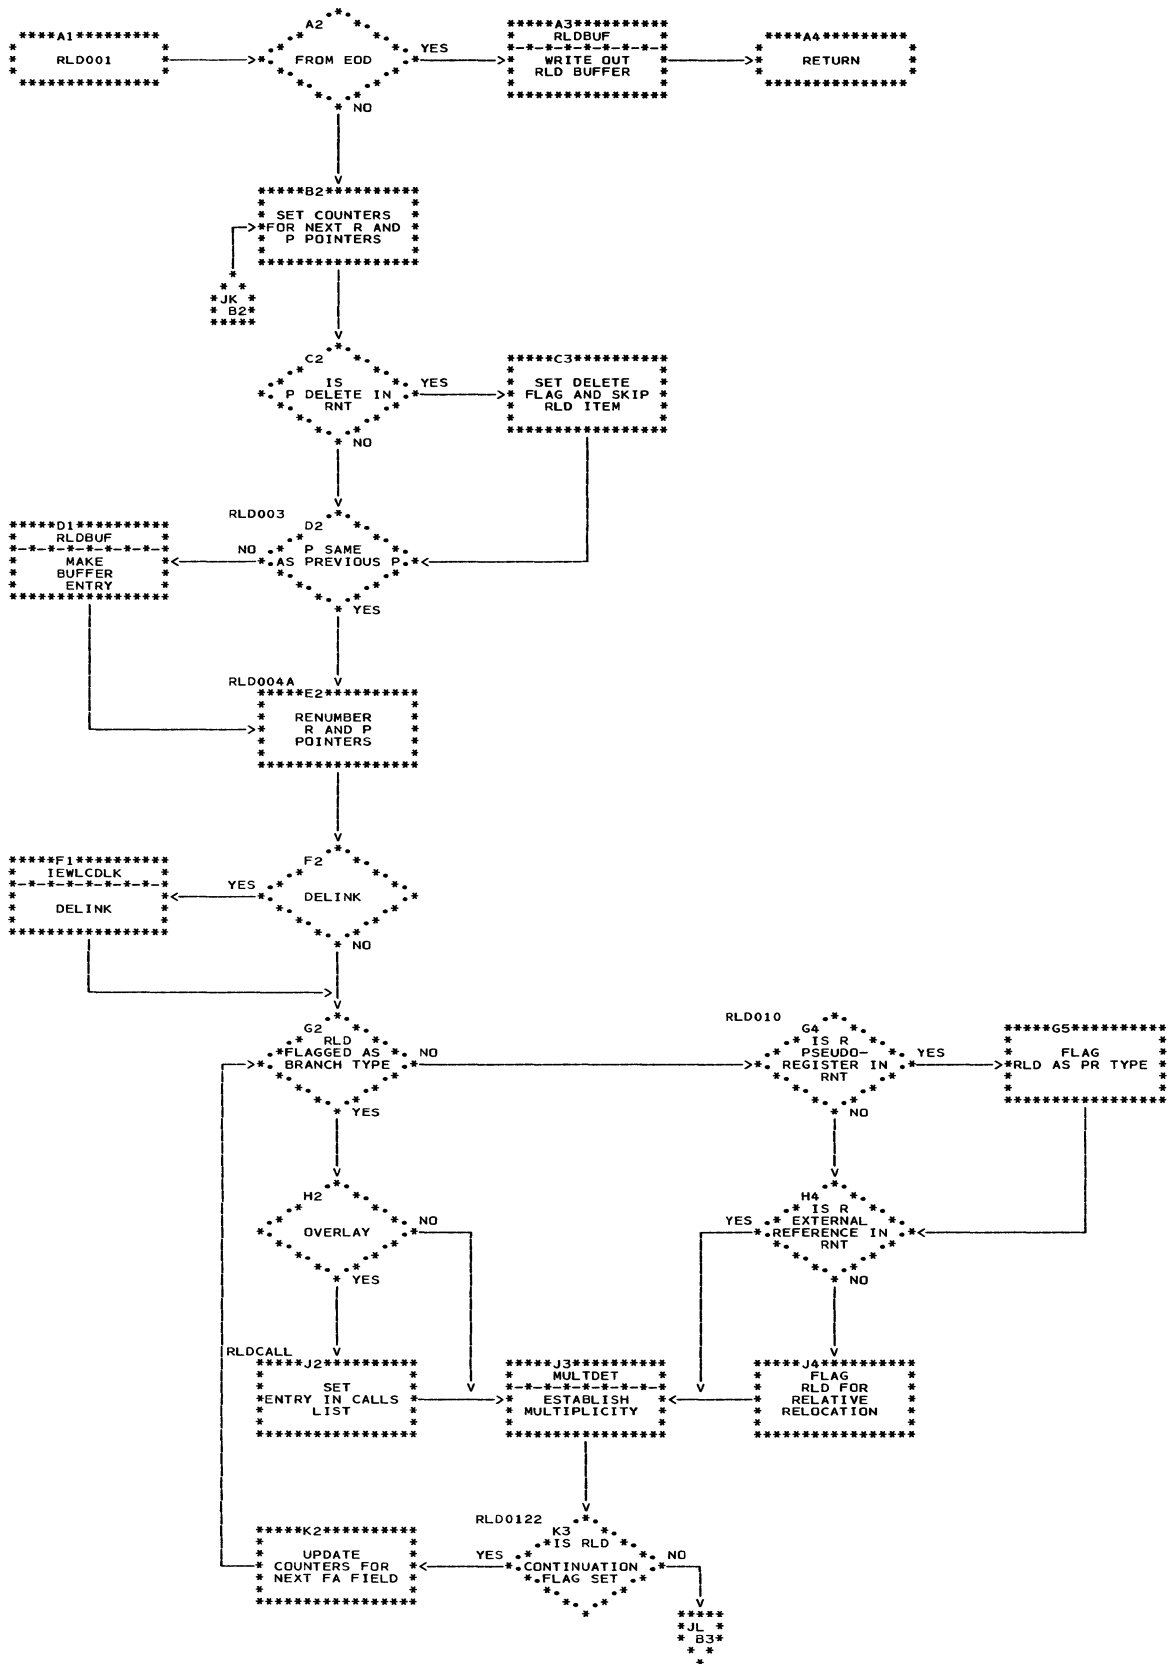 A1
RLD001
A2
FROM EOD
YES
NO
A3
RLDBUF
WRITE OUT
RLD BUFFER
A4
RETURN
B2
SET COUNTERS
FOR NEXT R AND
P POINTERS
JK
B2
C2
IS
P DELETE IN
RNT
YES
NO
C3
SET DELETE
FLAG AND SKIP
RLD ITEM
RLD003
D2
P SAME
AS PREVIOUS P
NO
YES
D1
RLDBUF
MAKE
BUFFER
ENTRY
RLD004A
E2
RENUMBER
R AND P
POINTERS
F2
DELINK
YES
NO
F1
IEWLCDLK
DELINK
G2
RLD
FLAGGED AS
BRANCH TYPE
NO
YES
RLD010
G4
IS R
PSEUDO-
REGISTER IN
RNT
YES
NO
G5
FLAG
RLD AS PR TYPE
H2
OVERLAY
NO
YES
H4
IS R
EXTERNAL
REFERENCE IN
RNT
YES
NO
RLDCALL
J2
SET
ENTRY IN CALLS
LIST
J3
MULTDET
ESTABLISH
MULTIPLICITY
J4
FLAG
RLD FOR
RELATIVE
RELOCATION
K2
UPDATE
COUNTERS FOR
NEXT FA FIELD
RLD0122
K3
IS RLD
CONTINUATION
FLAG SET
YES
NO
JL
B3